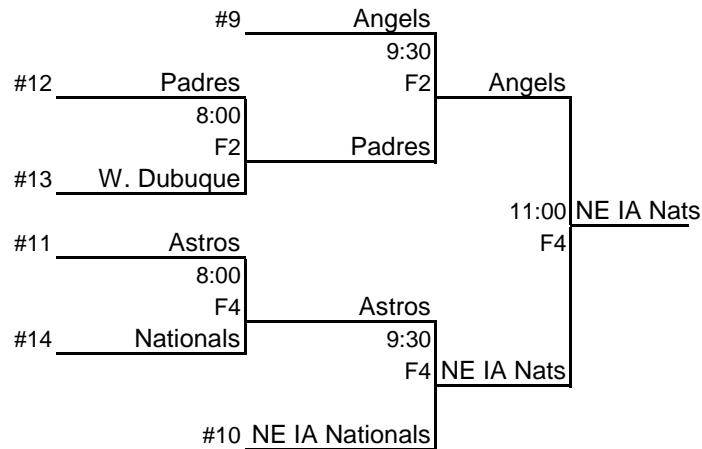 #9 Angels
9:30
#12 Padres F2 Angels
8:00
F2 Padres
#13 W. Dubuque
11:00 NE IA Nats
#11 Astros F4
8:00
F4 Astros
#14 Nationals 9:30
F4 NE IA Nats
#10 NE IA Nationals